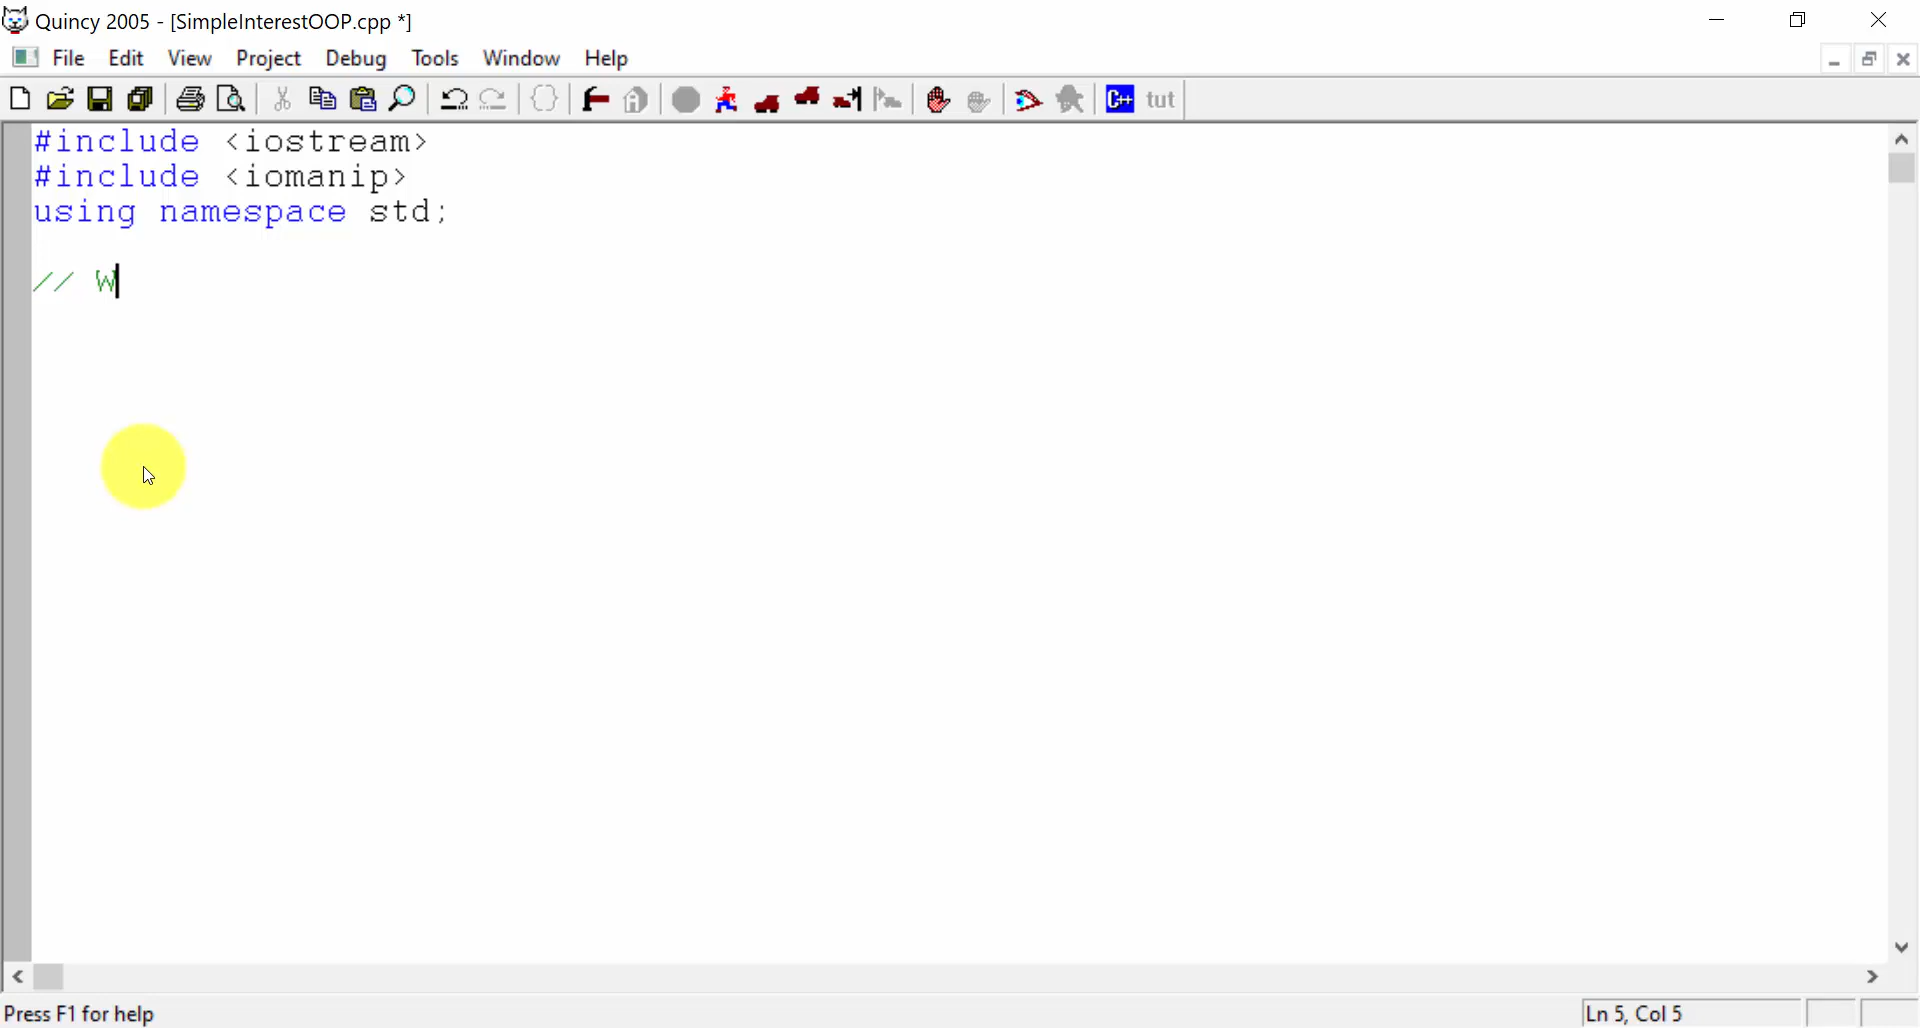 Quincy 2005 - [SimpleInterestOOP.cpp *]
File Edit View Project Debug Tools Window Help
C++ tut
#include <iostream>
#include <iomanip>
using namespace std;
// W
Press F1 for help
Ln 5, Col 5